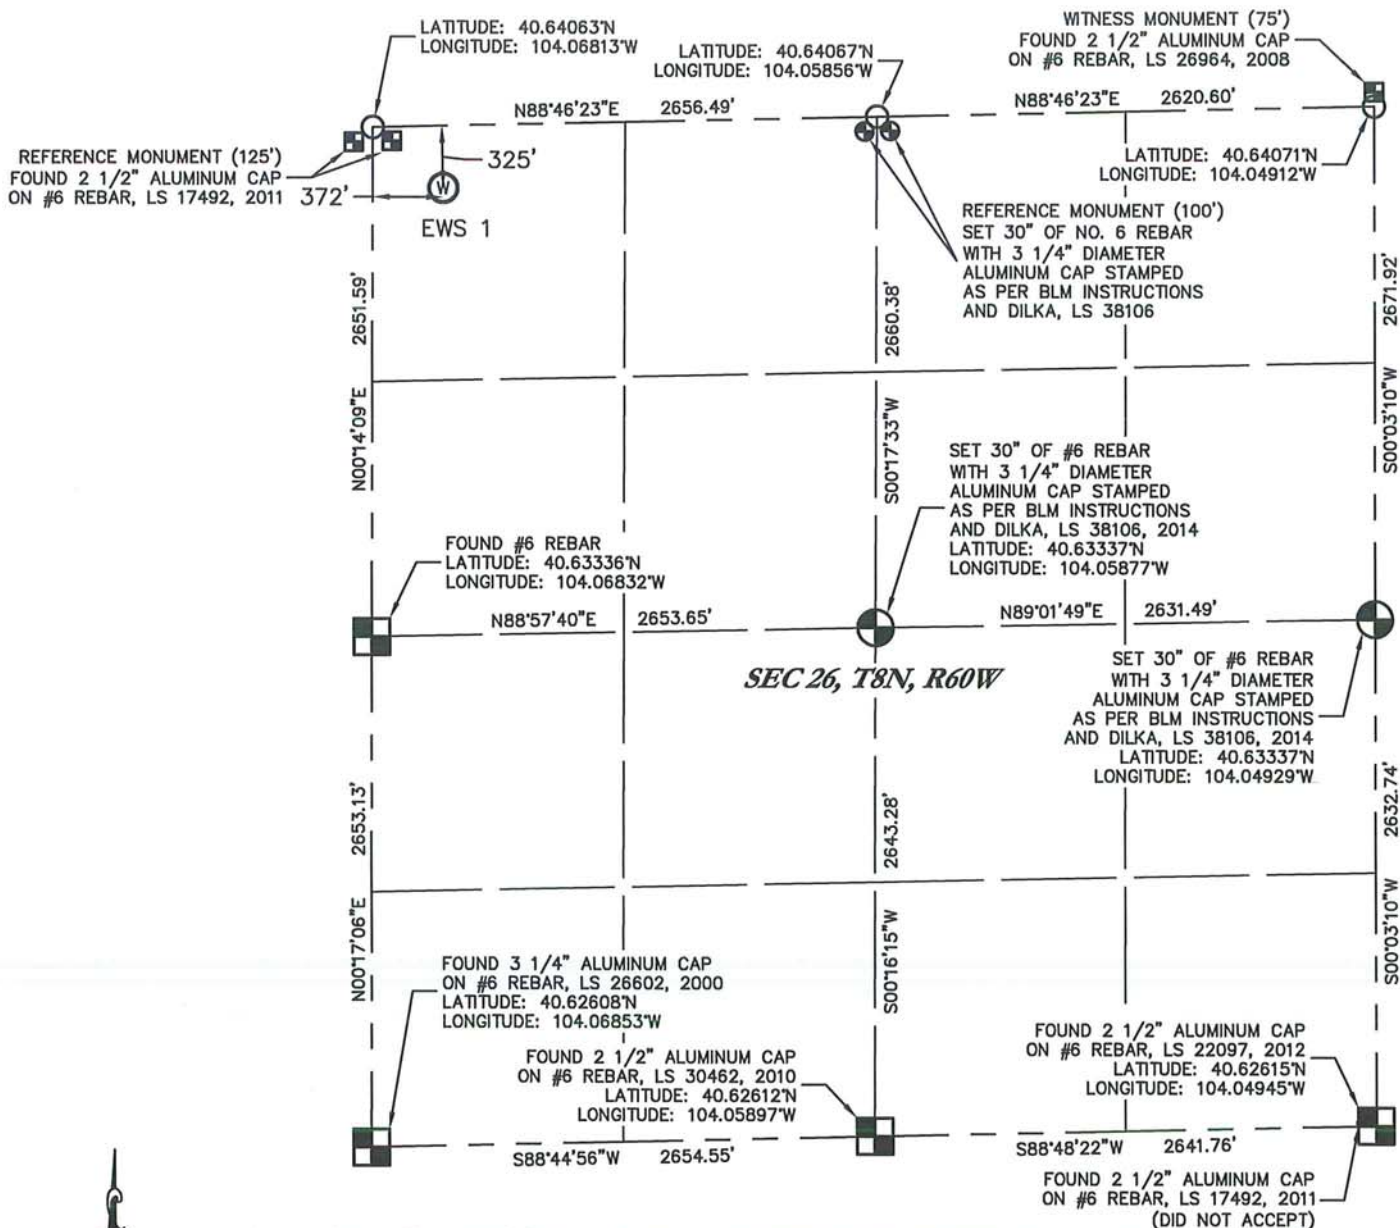 LATITUDE: 40.64063°N
LONGITUDE: 104.06813°W
LATITUDE: 40.64067°N
LONGITUDE: 104.05856°W
WITNESS MONUMENT (75')
FOUND 2 1/2" ALUMINUM CAP
ON #6 REBAR, LS 26964, 2008
N88°46'23"E 2656.49'
N88°46'23"E 2620.60'
REFERENCE MONUMENT (125')
FOUND 2 1/2" ALUMINUM CAP
ON #6 REBAR, LS 17492, 2011
372'
325'
W
EWS 1
LATITUDE: 40.64071°N
LONGITUDE: 104.04912°W
REFERENCE MONUMENT (100')
SET 30" OF NO. 6 REBAR
WITH 3 1/4" DIAMETER
ALUMINUM CAP STAMPED
AS PER BLM INSTRUCTIONS
AND DILKA, LS 38106
N00°14'09"E 2651.59'
S00°17'33"W 2660.38'
S00°03'10"W 2671.92'
SET 30" OF #6 REBAR
WITH 3 1/4" DIAMETER
ALUMINUM CAP STAMPED
AS PER BLM INSTRUCTIONS
AND DILKA, LS 38106, 2014
LATITUDE: 40.63337°N
LONGITUDE: 104.05877°W
FOUND #6 REBAR
LATITUDE: 40.63336°N
LONGITUDE: 104.06832°W
N88°57'40"E 2653.65'
N89°01'49"E 2631.49'
SEC 26, T8N, R60W
SET 30" OF #6 REBAR
WITH 3 1/4" DIAMETER
ALUMINUM CAP STAMPED
AS PER BLM INSTRUCTIONS
AND DILKA, LS 38106, 2014
LATITUDE: 40.63337°N
LONGITUDE: 104.04929°W
N00°17'06"E 2653.13'
S00°16'15"W 2643.28'
S00°03'10"W 2632.74'
FOUND 3 1/4" ALUMINUM CAP
ON #6 REBAR, LS 26602, 2000
LATITUDE: 40.62608°N
LONGITUDE: 104.06853°W
FOUND 2 1/2" ALUMINUM CAP
ON #6 REBAR, LS 30462, 2010
LATITUDE: 40.62612°N
LONGITUDE: 104.05897°W
FOUND 2 1/2" ALUMINUM CAP
ON #6 REBAR, LS 22097, 2012
LATITUDE: 40.62615°N
LONGITUDE: 104.04945°W
S88°44'56"W 2654.55'
S88°48'22"W 2641.76'
FOUND 2 1/2" ALUMINUM CAP
ON #6 REBAR, LS 17492, 2011
(DID NOT ACCEPT)